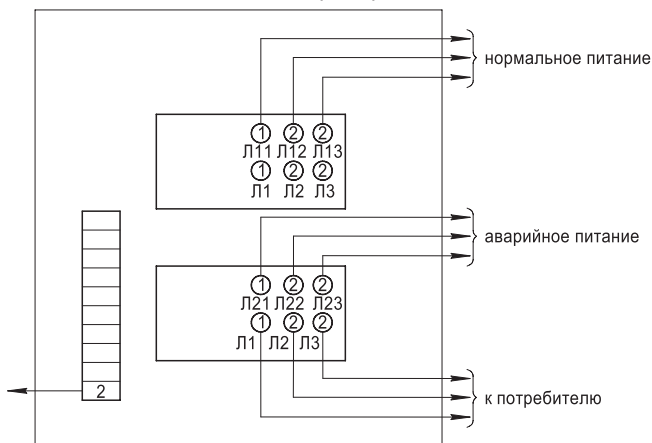 нормальное питание
1 2 2
Л11 Л12 Л13
1 2 2
Л1 Л2 Л3
аварийное питание
1 2 2
Л21 Л22 Л23
1 2 2
Л1 Л2 Л3
2
к потребителю